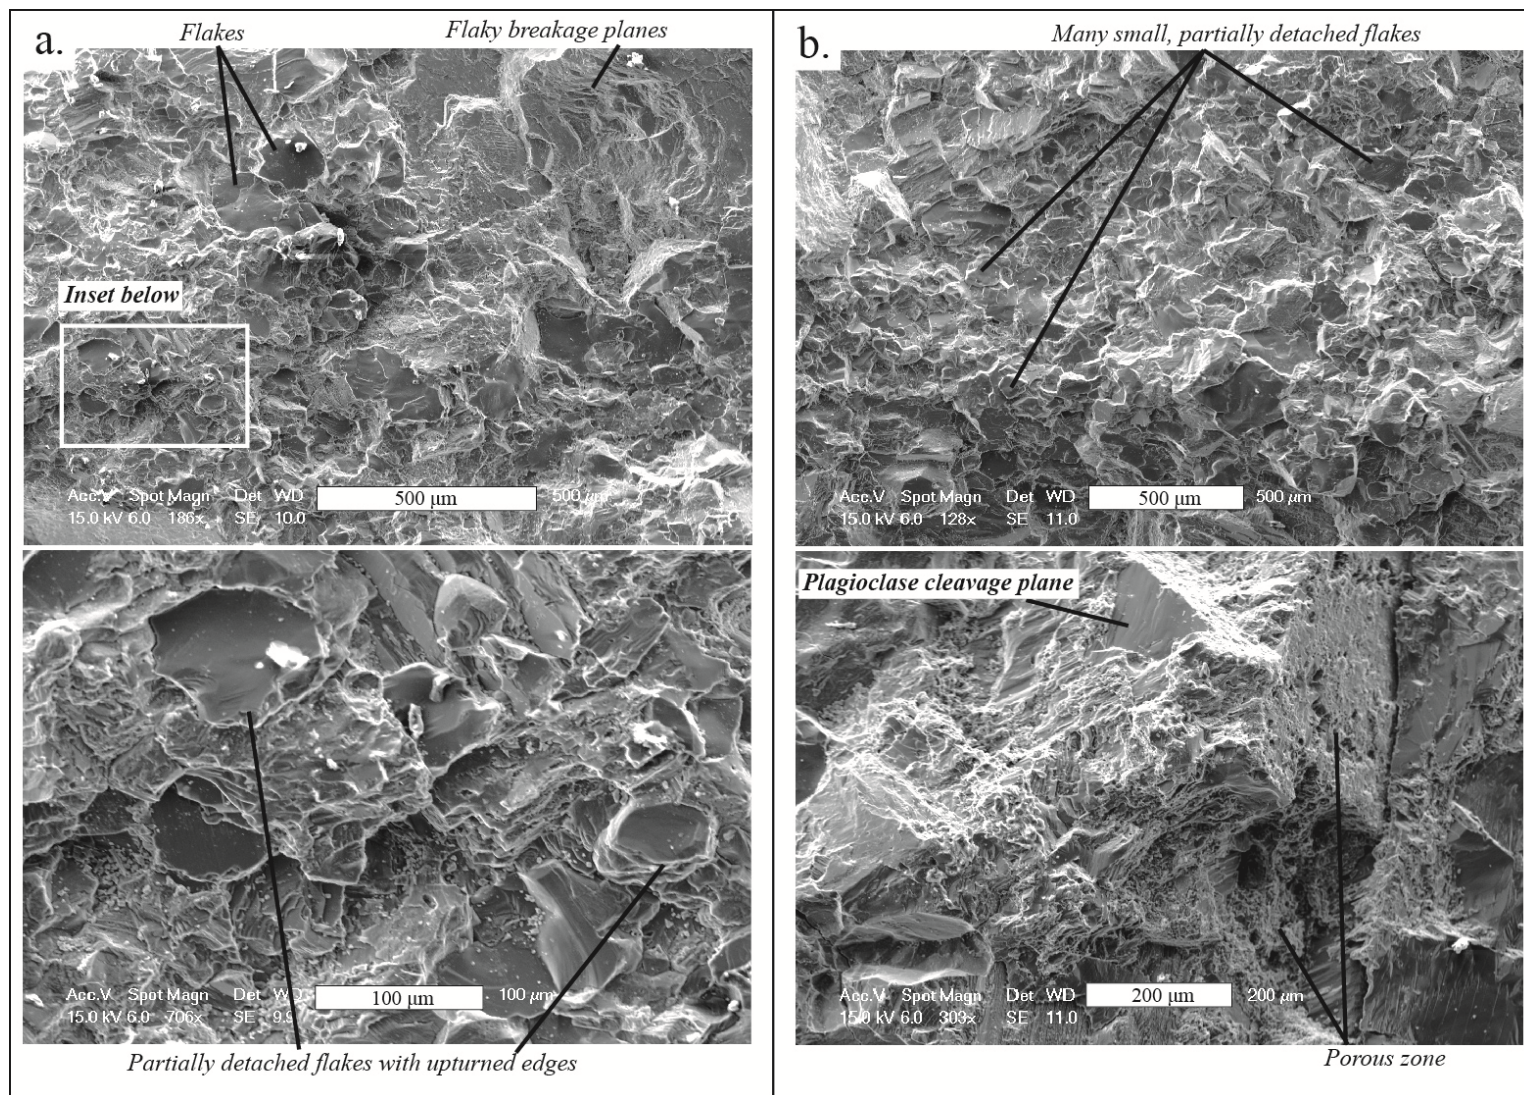 a.
Flakes
Flaky breakage planes
Inset below
Acc.V Spot Magn Det WD 500 μm 500 μm
15.0 kV 6.0 186x SE 10.0
Acc.V Spot Magn Det WD 100 μm 100 μm
15.0 kV 6.0 706x SE 9.9
Partially detached flakes with upturned edges
b.
Many small, partially detached flakes
Acc.V Spot Magn Det WD 500 μm 500 μm
15.0 kV 6.0 128x SE 11.0
Plagioclase cleavage plane
Acc.V Spot Magn Det WD 200 μm 200 μm
15.0 kV 6.0 303x SE 11.0
Porous zone